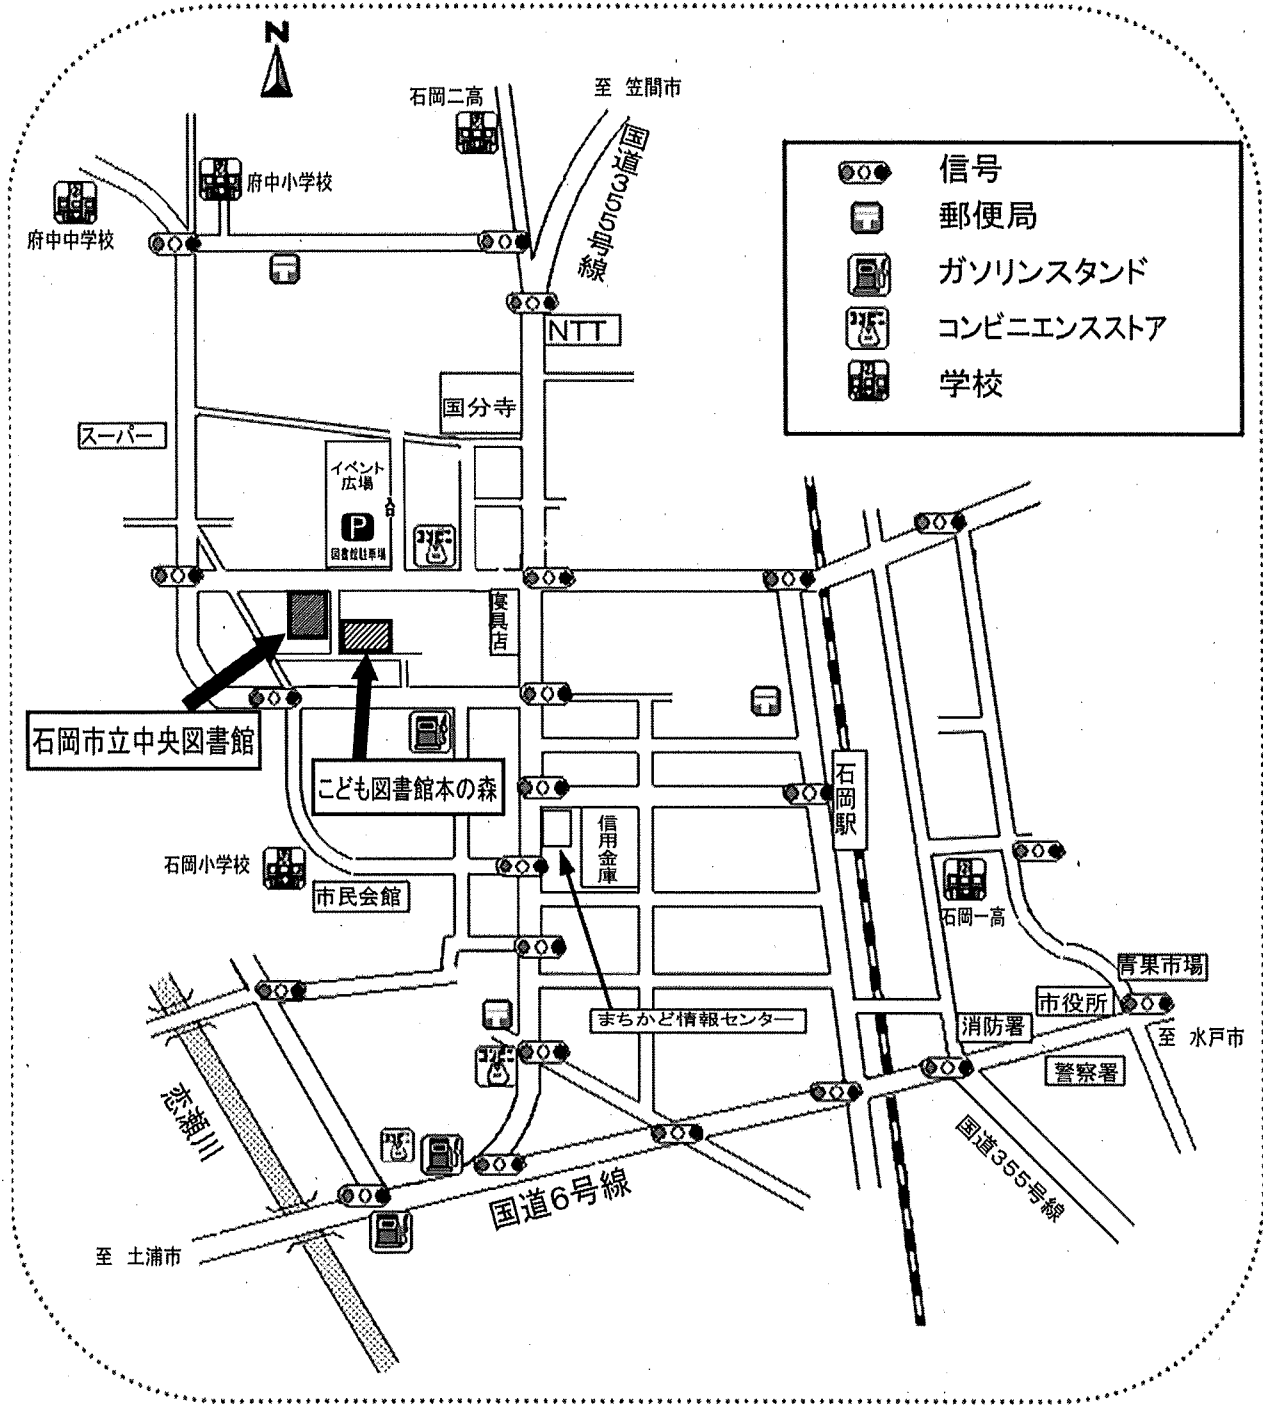 N
石岡二高
至 笠間市
国道355号線
府中小学校
府中中学校
信号
郵便局
ガソリンスタンド
コンビニエンスストア
学校
NTT
国分寺
スーパー
イベント
広場
入口
P
図書館駐車場
寝具店
石岡市立中央図書館
こども図書館本の森
石岡駅
信用金庫
石岡小学校
市民会館
石岡一高
青果市場
市役所
まちかど情報センター
消防署
至 水戸市
警察署
恋瀬川
国道355号線
国道6号線
至 土浦市